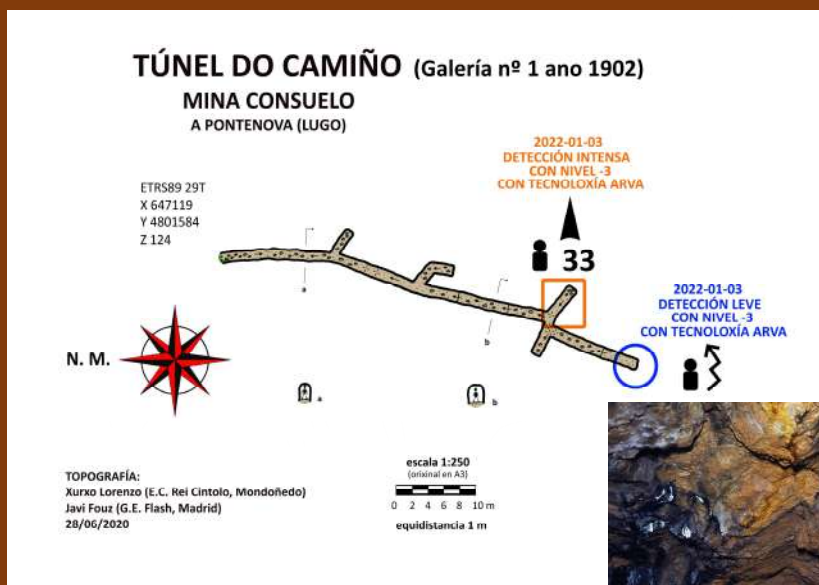 TÚNEL DO CAMIÑO (Galería nº 1 ano 1902)
MINA CONSUELO
A PONTENOVA (LUGO)
2022-01-03
DETECCIÓN INTENSA
CON NIVEL -3
CON TECNOLOXÍA ARVA
ETRS89 29T
X 647119
Y 4801584
Z 124
33
a
b
2022-01-03
DETECCIÓN LEVE
CON NIVEL -3
CON TECNOLOXÍA ARVA
N. M.
a
b
TOPOGRAFÍA:
Xurxo Lorenzo (E.C. Rei Cintolo, Mondoñedo)
Javi Fouz (G.E. Flash, Madrid)
28/06/2020
escala 1:250
(orixinal en A3)
0 2 4 6 8 10 m
equidistancia 1 m